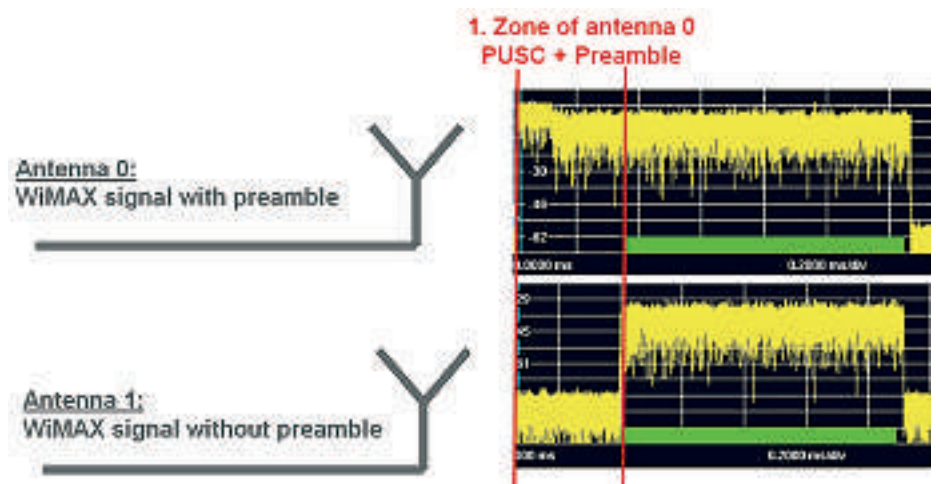 1. Zone of antenna 0
PUSC + Preamble
Antenna 0:
WiMAX signal with preamble
-30
0.0000 ms
0.2000 ms/div
Antenna 1:
WiMAX signal without preamble
0.2000 ms/div